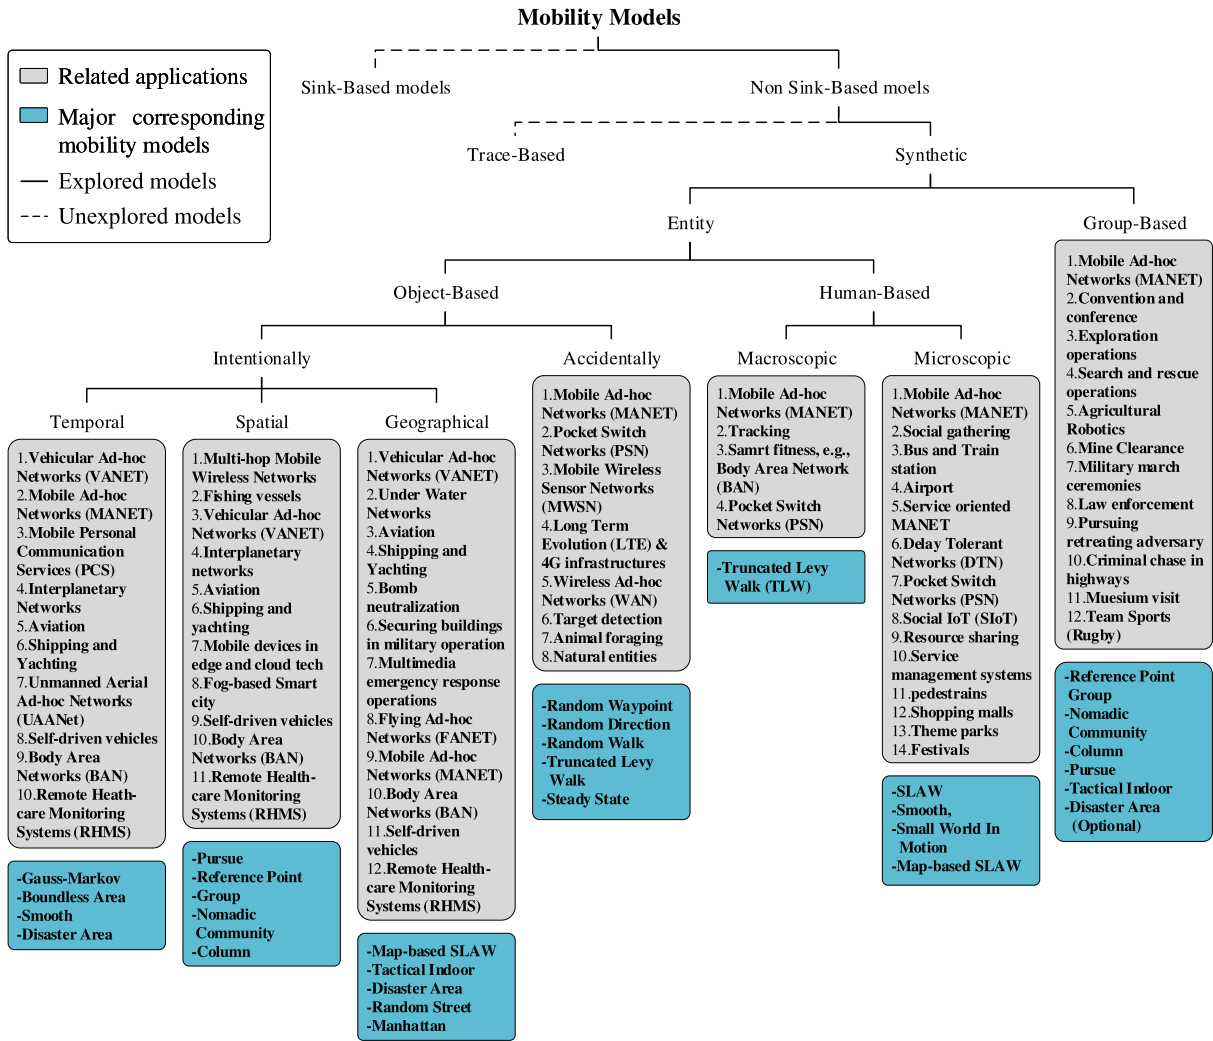 Mobility Models
Related applications
Major corresponding
mobility models
Explored models
Unexplored models
Sink-Based models
Non Sink-Based moels
Trace-Based
Synthetic
Entity
Group-Based
Object-Based
Human-Based
Intentionally
Accidentally
Macroscopic
Microscopic
Temporal
Spatial
Geographical
1.Vehicular Ad-hoc
Networks (VANET)
2.Mobile Ad-hoc
Networks (MANET)
3.Mobile Personal
Communication
Services (PCS)
4.Interplanetary
Networks
5.Aviation
6.Shipping and
Yachting
7.Unmanned Aerial
Ad-hoc Networks
(UAANet)
8.Self-driven vehicles
9.Body Area
Networks (BAN)
10.Remote Heath-
care Monitoring
Systems (RHMS)
-Gauss-Markov
-Boundless Area
-Smooth
-Disaster Area
1.Multi-hop Mobile
Wireless Networks
2.Fishing vessels
3.Vehicular Ad-hoc
Networks (VANET)
4.Interplanetary
networks
5.Aviation
6.Shipping and
yachting
7.Mobile devices in
edge and cloud tech
8.Fog-based Smart
city
9.Self-driven vehicles
10.Body Area
Networks (BAN)
11.Remote Health-
care Monitoring
Systems (RHMS)
-Pursue
-Reference Point
-Group
-Nomadic
Community
-Column
1.Vehicular Ad-hoc
Networks (VANET)
2.Under Water
Networks
3.Aviation
4.Shipping and
Yachting
5.Bomb
neutralization
6.Securing buildings
in military operation
7.Multimedia
emergency response
operations
8.Flying Ad-hoc
Networks (FANET)
9.Mobile Ad-hoc
Networks (MANET)
10.Body Area
Networks (BAN)
11.Self-driven
vehicles
12.Remote Health-
care Monitoring
Systems (RHMS)
-Map-based SLAW
-Tactical Indoor
-Disaster Area
-Random Street
-Manhattan
1.Mobile Ad-hoc
Networks (MANET)
2.Pocket Switch
Networks (PSN)
3.Mobile Wireless
Sensor Networks
(MWSN)
4.Long Term
Evolution (LTE) &
4G infrastructures
5.Wireless Ad-hoc
Networks (WAN)
6.Target detection
7.Animal foraging
8.Natural entities
-Random Waypoint
-Random Direction
-Random Walk
-Truncated Levy
Walk
-Steady State
1.Mobile Ad-hoc
Networks (MANET)
2.Tracking
3.Samrt fitness, e.g.,
Body Area Network
(BAN)
4.Pocket Switch
Networks (PSN)
-Truncated Levy
Walk (TLW)
1.Mobile Ad-hoc
Networks (MANET)
2.Social gathering
3.Bus and Train
station
4.Airport
5.Service oriented
MANET
6.Delay Tolerant
Networks (DTN)
7.Pocket Switch
Networks (PSN)
8.Social IoT (SIoT)
9.Resource sharing
10.Service
management systems
11.pedestrains
12.Shopping malls
13.Theme parks
14.Festivals
-SLAW
-Smooth,
-Small World In
Motion
-Map-based SLAW
1.Mobile Ad-hoc
Networks (MANET)
2.Convention and
conference
3.Exploration
operations
4.Search and rescue
operations
5.Agricultural
Robotics
6.Mine Clearance
7.Military march
ceremonies
8.Law enforcement
9.Pursuing
retreating adversary
10.Criminal chase in
highways
11.Muesium visit
12.Team Sports
(Rugby)
-Reference Point
Group
-Nomadic
Community
-Column
-Pursue
-Tactical Indoor
-Disaster Area
(Optional)